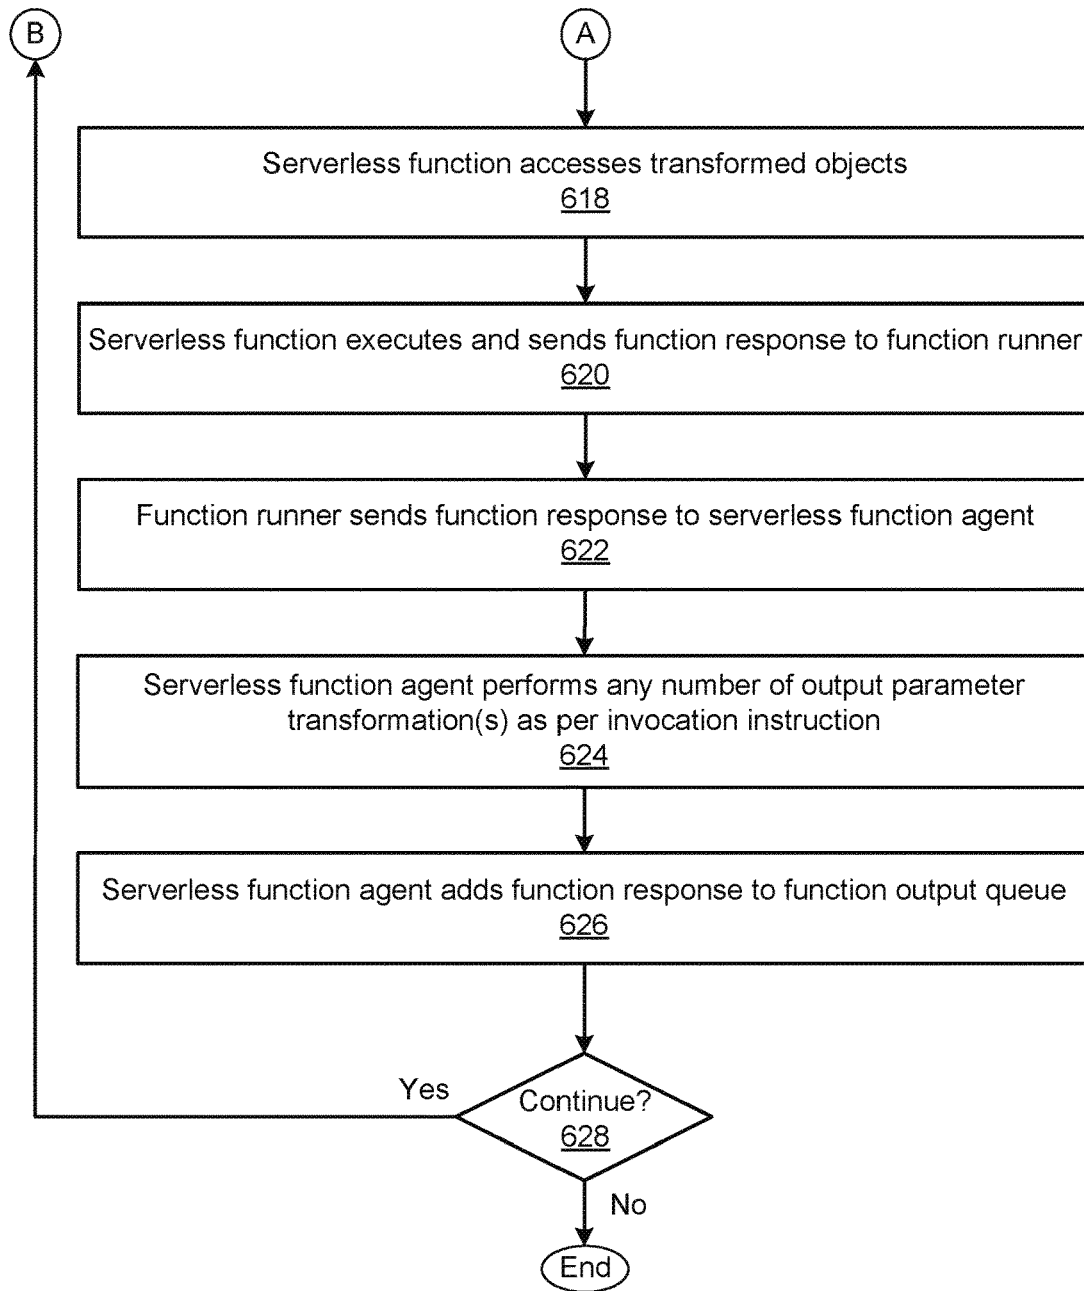 B
A
Serverless function accesses transformed objects
618
Serverless function executes and sends function response to function runner
620
Function runner sends function response to serverless function agent
622
Serverless function agent performs any number of output parameter
transformation(s) as per invocation instruction
624
Serverless function agent adds function response to function output queue
626
Yes
Continue?
628
No
End